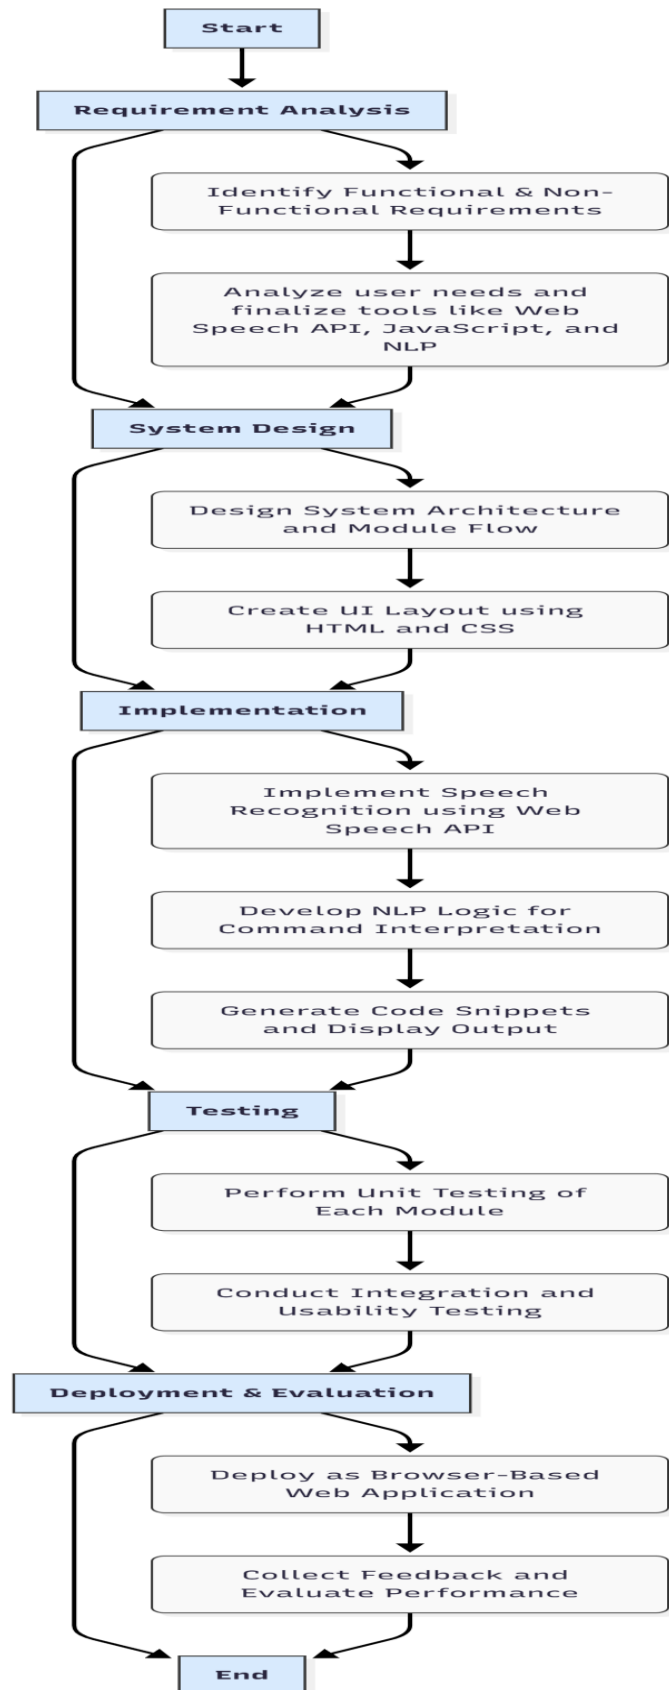 Start
Requirement Analysis
Identify Functional & Non-
Functional Requirements
Analyze user needs and
finalize tools like Web
Speech API, JavaScript, and
NLP
System Design
Design System Architecture
and Module Flow
Create UI Layout using
HTML and CSS
Implementation
Implement Speech
Recognition using Web
Speech API
Develop NLP Logic for
Command Interpretation
Generate Code Snippets
and Display Output
Testing
Perform Unit Testing of
Each Module
Conduct Integration and
Usability Testing
Deployment & Evaluation
Deploy as Browser-Based
Web Application
Collect Feedback and
Evaluate Performance
End